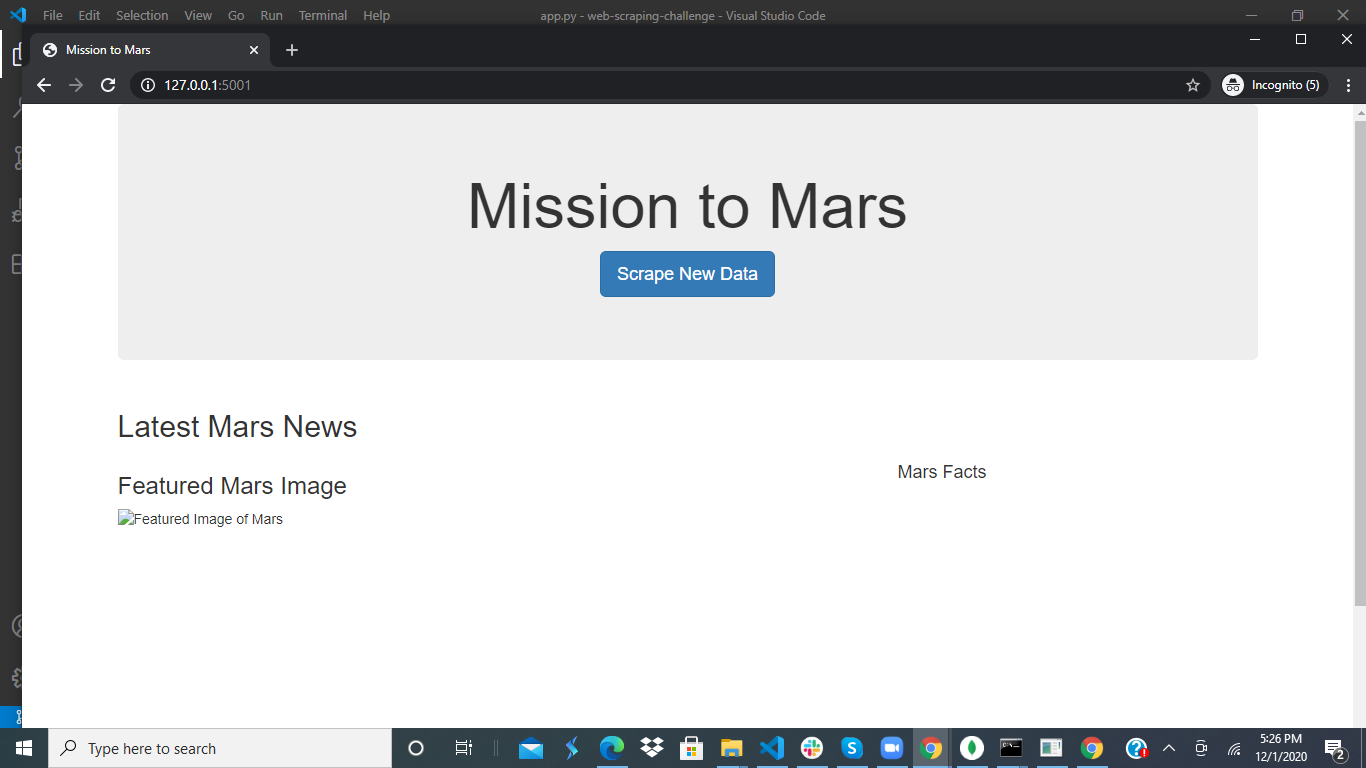 File Edit Selection View Go Run Terminal Help app.py - web-scraping-challenge - Visual Studio Code
Mission to Mars
127.0.0.1:5001 Incognito (5)
Mission to Mars
Scrape New Data
Latest Mars News
Mars Facts
Featured Mars Image
Featured Image of Mars
Type here to search
5:26 PM
12/1/2020
2